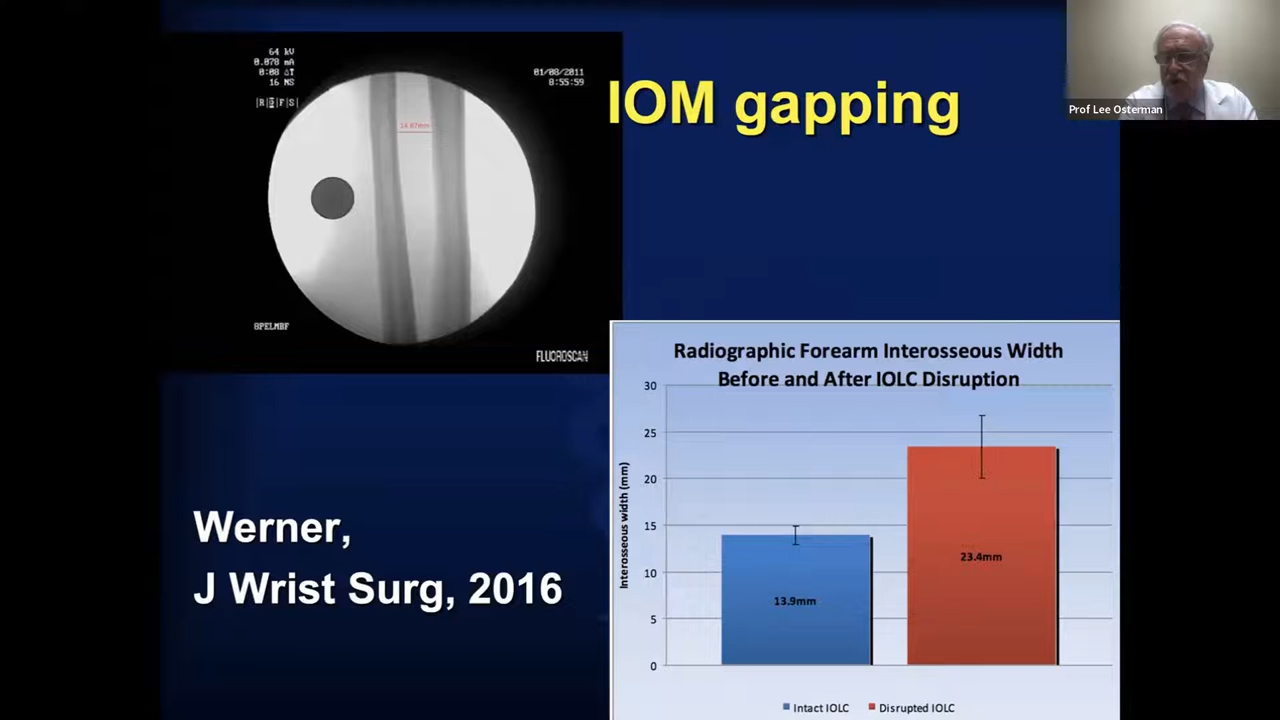 64 kV
0.078 mA
0:08 ΔT
16 MS
01/08/2011
8:55:59
IOM gapping
Prof Lee Osterman
FLUOROSCAN
Radiographic Forearm Interosseous Width
Before and After IOLC Disruption
30
25
20
15
10
5
0
Interosseous width (mm)
13.9mm
23.4mm
Intact IOLC
Disrupted IOLC
Werner,
J Wrist Surg, 2016